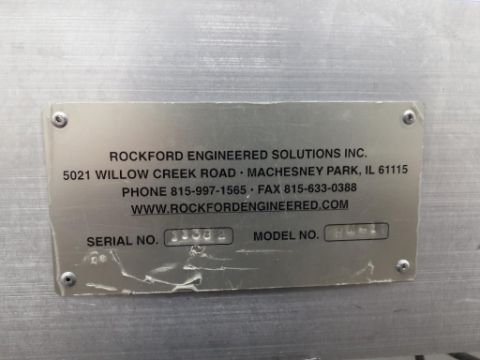 ROCKFORD ENGINEERED SOLUTIONS INC.
5021 WILLOW CREEK ROAD · MACHESNEY PARK, IL 61115
PHONE 815-997-1565 · FAX 815-633-0388
WWW.ROCKFORDENGINEERED.COM
SERIAL NO. MODEL NO.